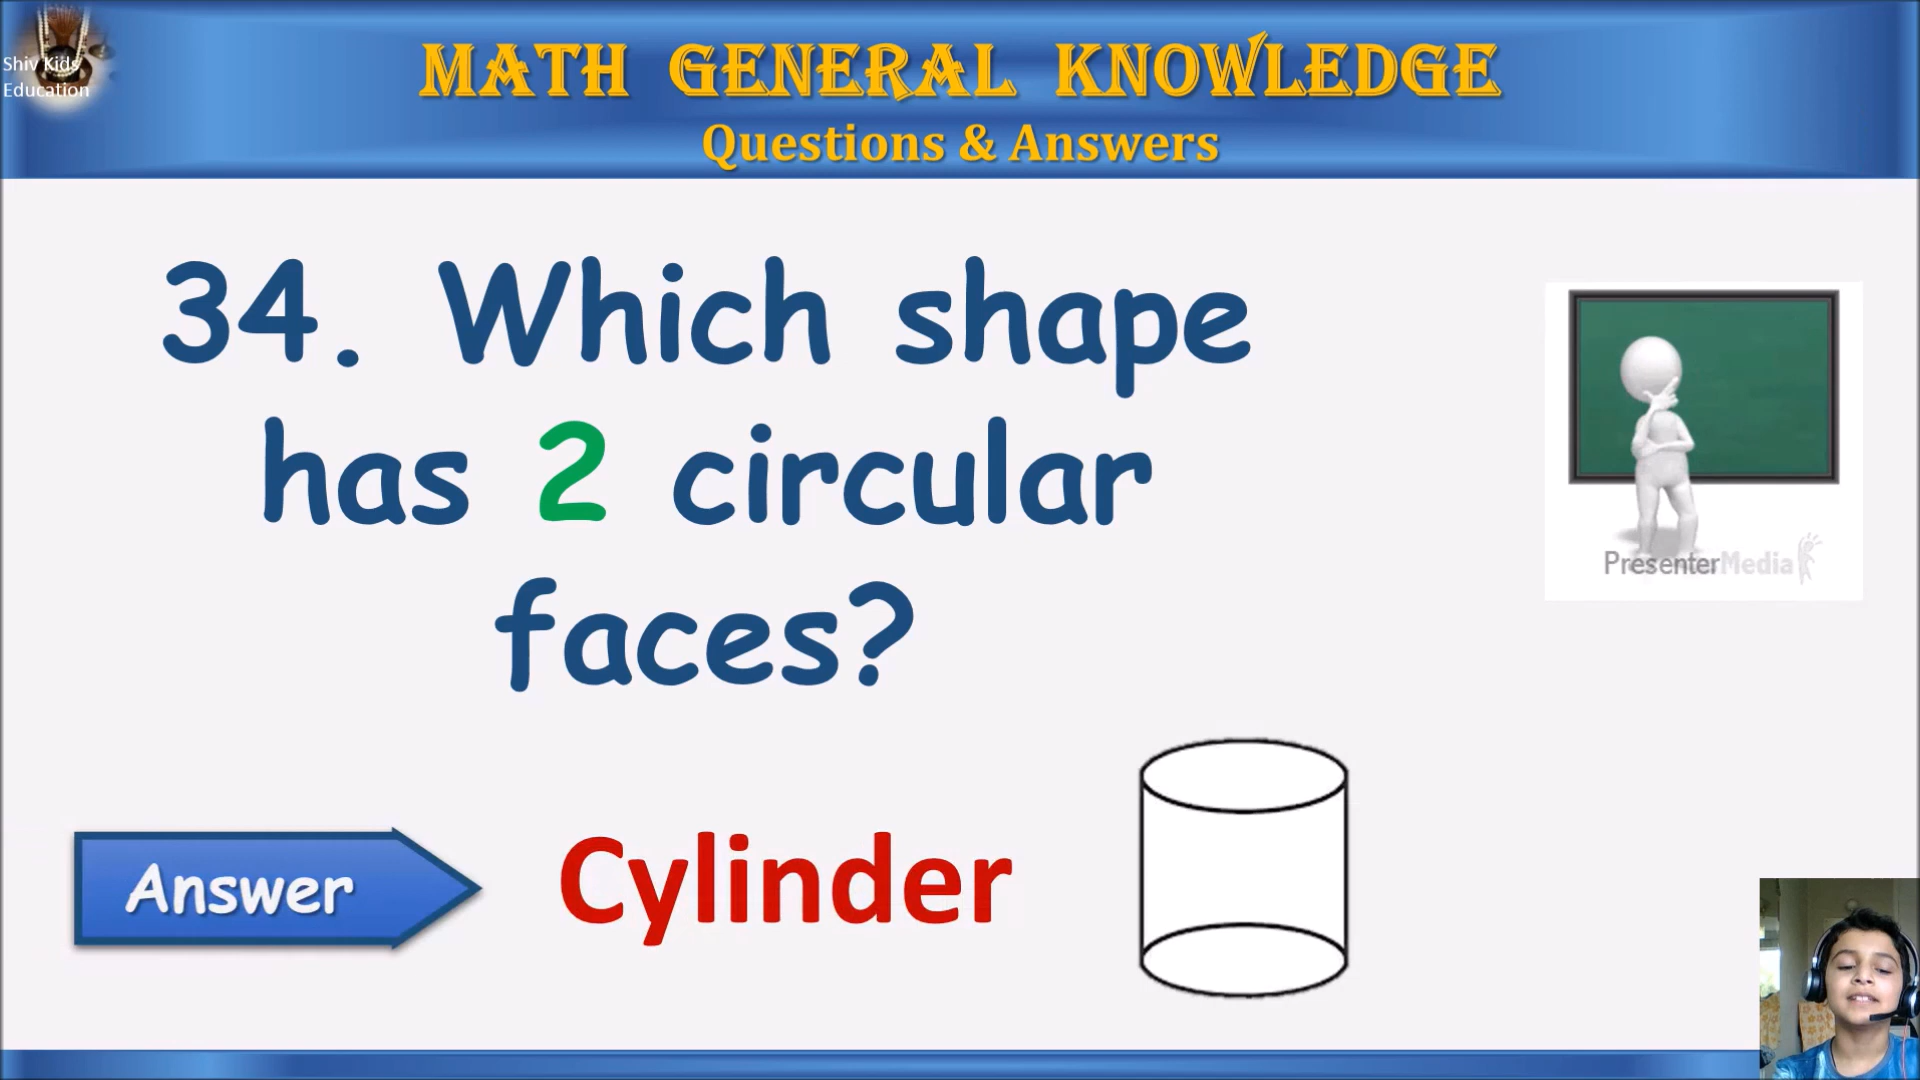 Shiv Kids
Education
MATH GENERAL KNOWLEDGE
Questions & Answers
34. Which shape
has 2 circular
faces?
PresenterMedia
Answer
Cylinder